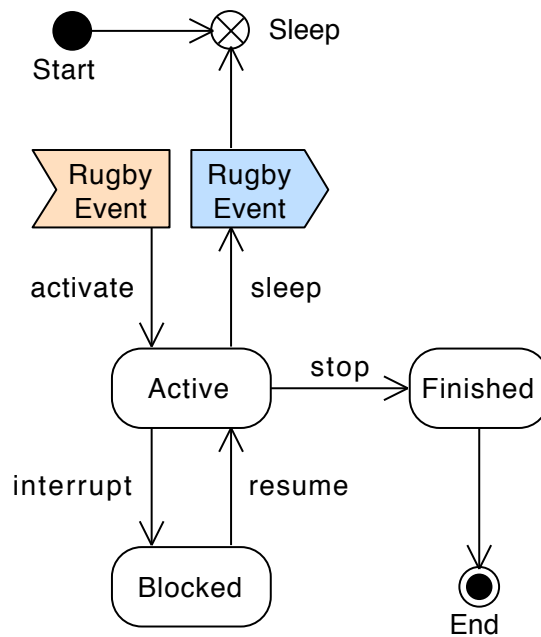 Sleep
Start
Rugby
Event
Rugby
Event
activate
sleep
Active
stop
Finished
interrupt
resume
Blocked
End